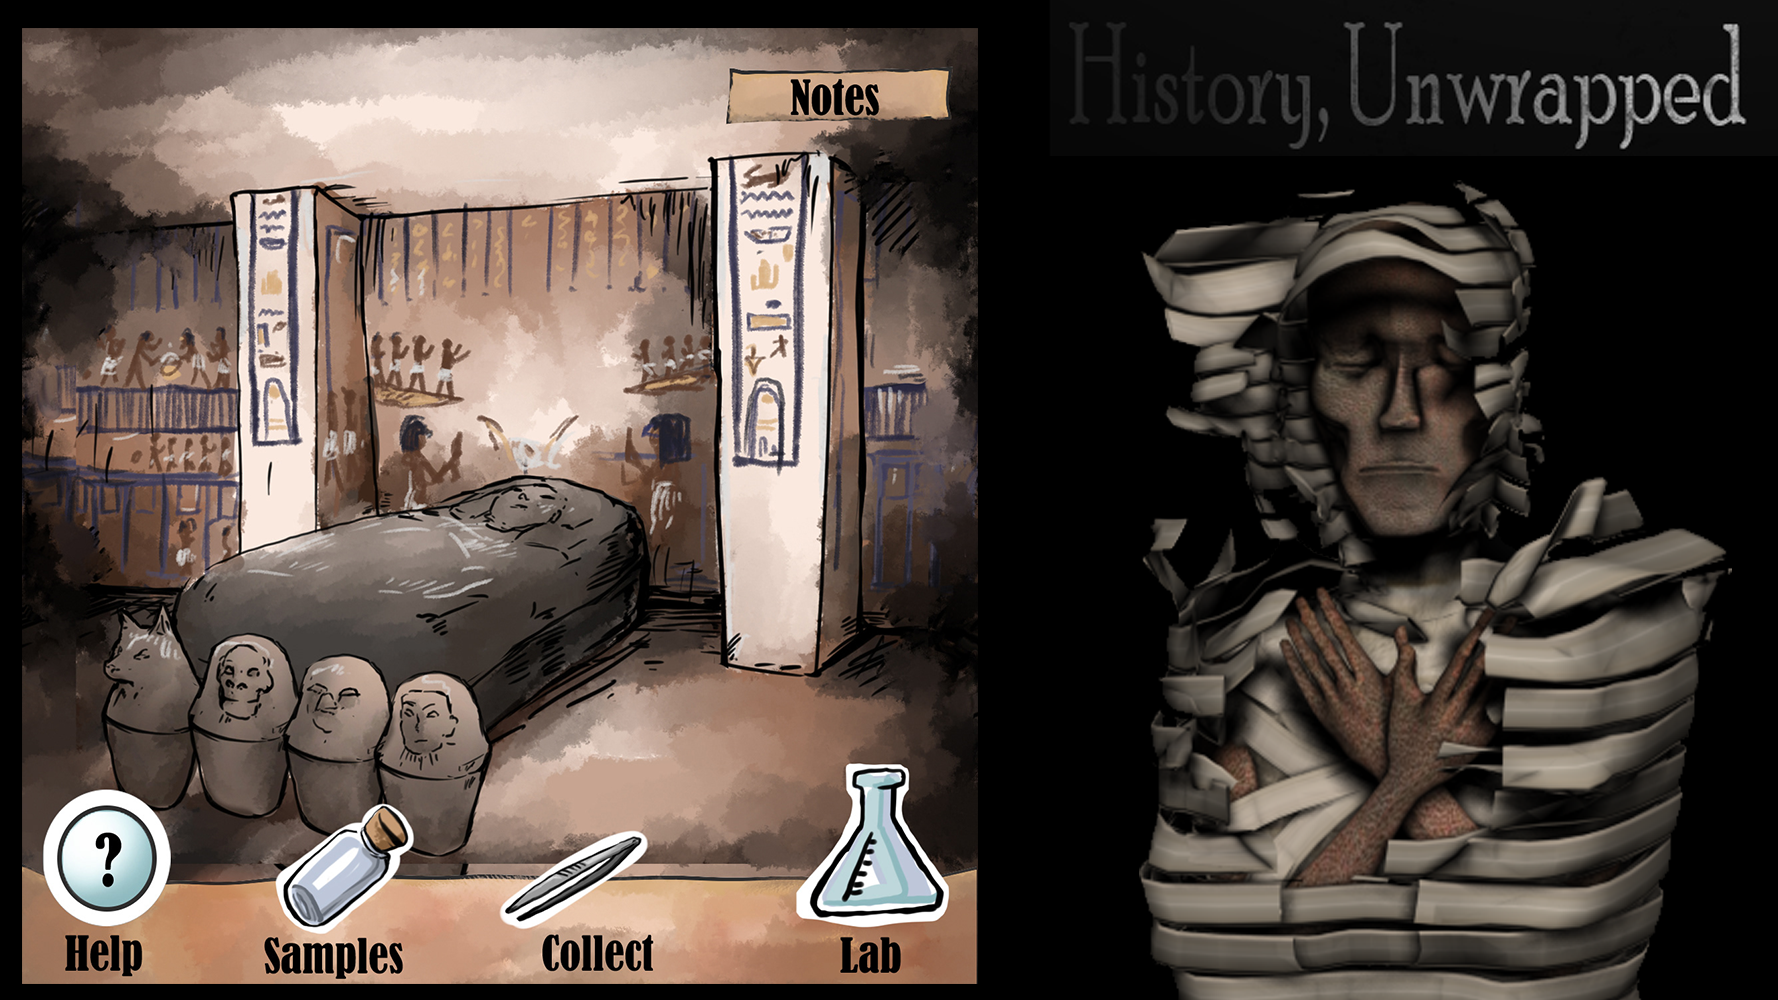 History, Unwrapped
Notes
?
Help
Samples
Collect
Lab